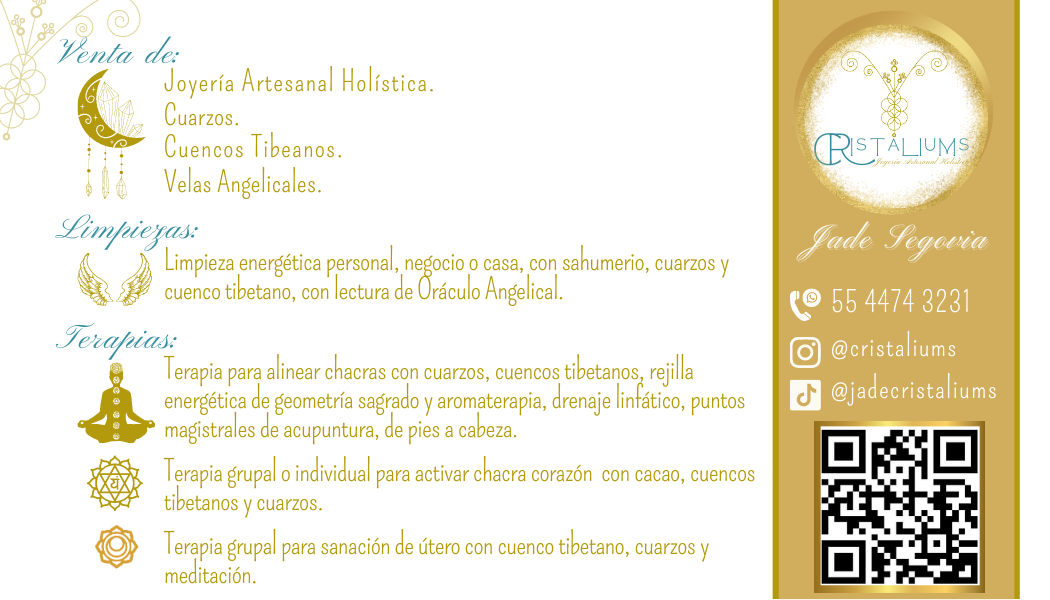 Venta de:
Joyería Artesanal Holística.
Cuarzos.
Cuencos Tibeanos.
Velas Angelicales.
Limpiezas:
Limpieza energética personal, negocio o casa, con sahumerio, cuarzos y
cuenco tibetano, con lectura de Oráculo Angelical.
Terapias:
Terapia para alinear chacras con cuarzos, cuencos tibetanos, rejilla
energética de geometría sagrado y aromaterapia, drenaje linfático, puntos
magistrales de acupuntura, de pies a cabeza.
Terapia grupal o individual para activar chacra corazón con cacao, cuencos
tibetanos y cuarzos.
Terapia grupal para sanación de útero con cuenco tibetano, cuarzos y
meditación.
CRISTALIUMS
Joyería Artesanal Holística
Jade Segovia
55 4474 3231
@cristaliums
@jadecristaliums